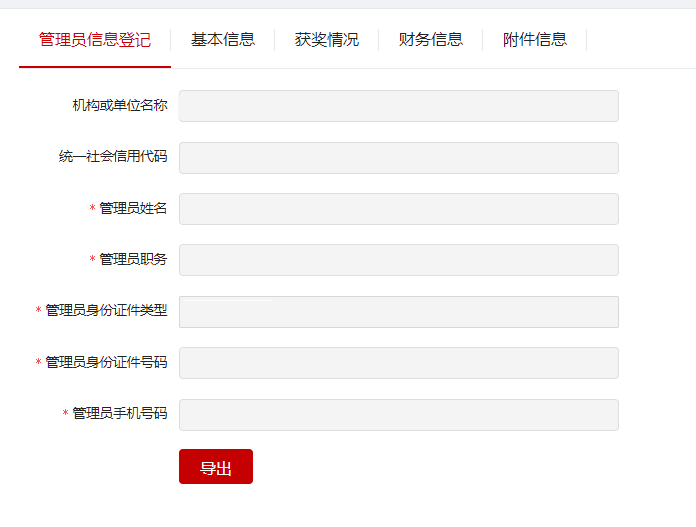 管理员信息登记 基本信息 获奖情况 财务信息 附件信息
机构或单位名称
统一社会信用代码
* 管理员姓名
* 管理员职务
* 管理员身份证件类型
* 管理员身份证件号码
* 管理员手机号码
导出